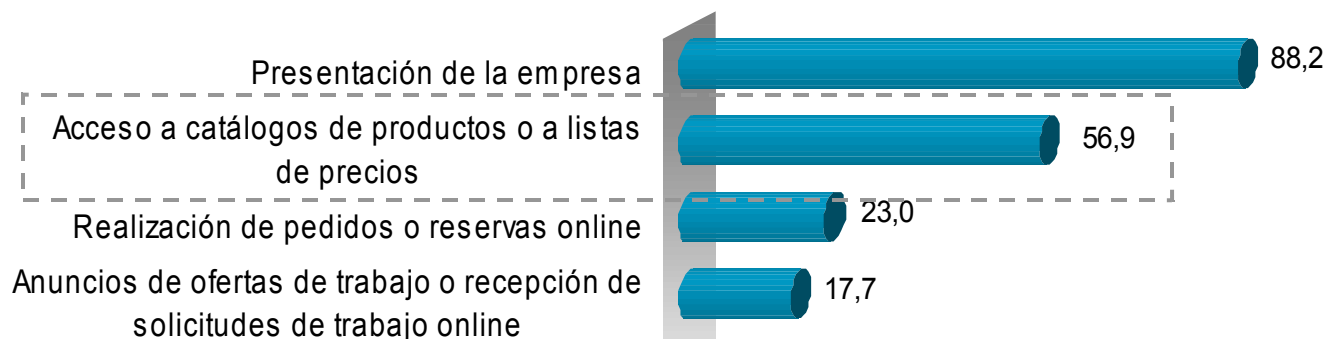 Presentación de la empresa
88,2
Acceso a catálogos de productos o a listas
de precios
56,9
Realización de pedidos o reservas online
23,0
Anuncios de ofertas de trabajo o recepción de
solicitudes de trabajo online
17,7